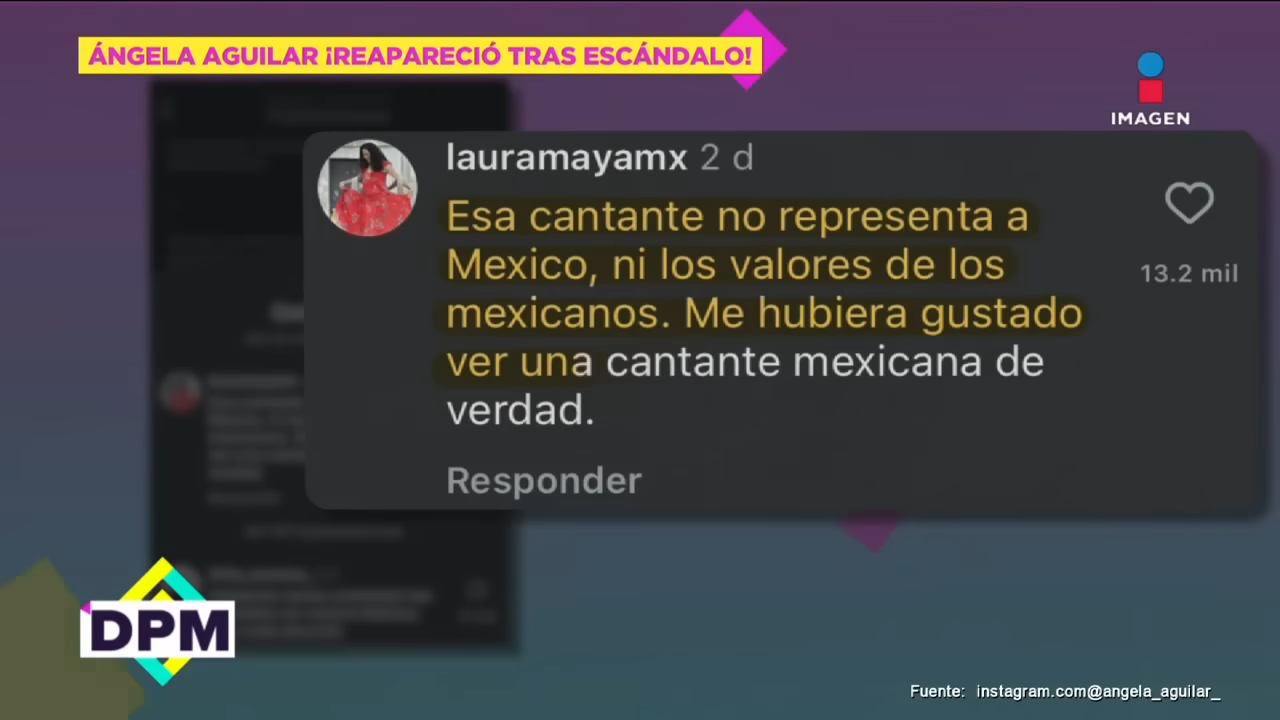 ÁNGELA AGUILAR ¡REAPARECIÓ TRAS ESCÁNDALO!
IMAGEN
lauramayamx 2 d
Esa cantante no representa a
Mexico, ni los valores de los
mexicanos. Me hubiera gustado
ver una cantante mexicana de
verdad.
13.2 mil
Responder
DPM
Fuente: instagram.com@angela_aguilar_